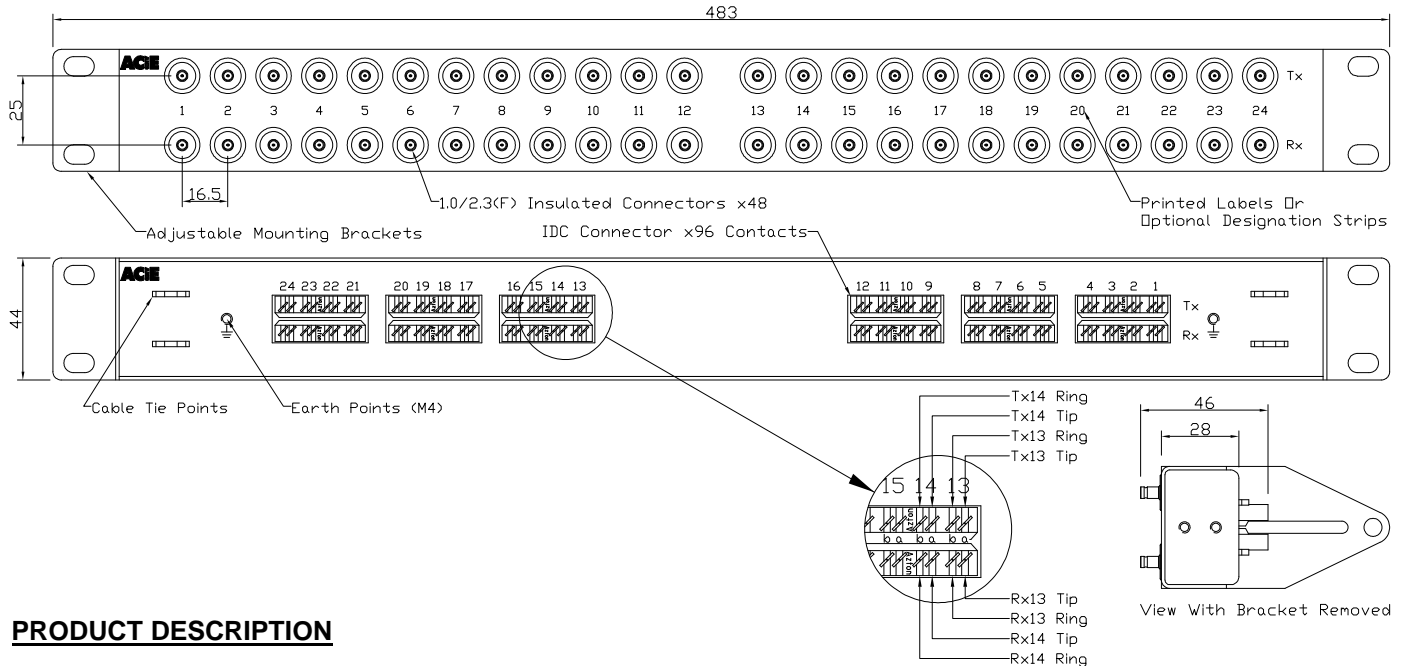 483
ACiE
Tx
25
1 2 3 4 5 6 7 8 9 10 11 12 13 14 15 16 17 18 19 20 21 22 23 24
Rx
16.5
1.0/2.3(F) Insulated Connectors x48
Printed Labels Or
Optional Designation Strips
Adjustable Mounting Brackets
IDC Connector x96 Contacts
ACiE
24 23 22 21 20 19 18 17 16 15 14 13 12 11 10 9 8 7 6 5 4 3 2 1
Tx
44
Rx
Cable Tie Points
Earth Points (M4)
Tx14 Ring
Tx14 Tip
Tx13 Ring
Tx13 Tip
46
28
15 14 13
Azton
b a b a b a
Azton
Rx13 Tip
Rx13 Ring
Rx14 Tip
Rx14 Ring
View With Bracket Removed
PRODUCT DESCRIPTION